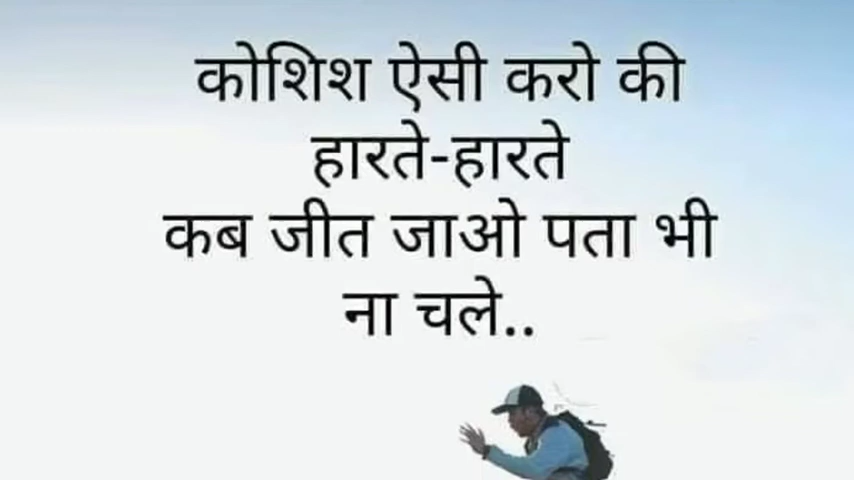 कोशिश ऐसी करो की
हारते-हारते
कब जीत जाओ पता भी
ना चले..